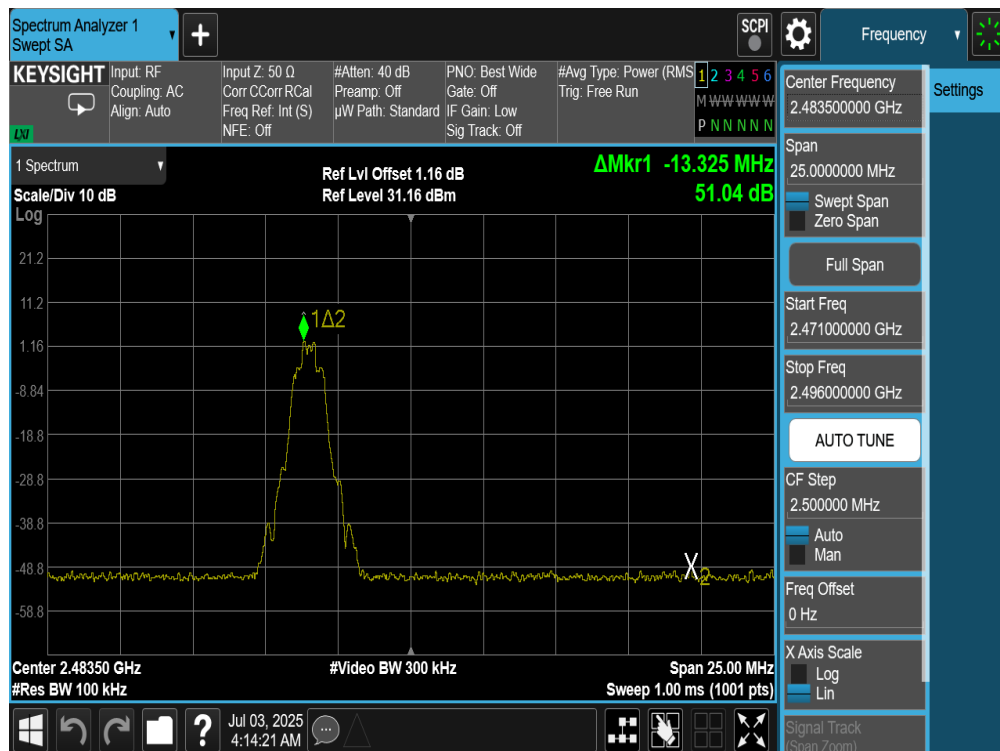 Spectrum Analyzer 1
Swept SA
+
SCPI
Frequency
KEYSIGHT
LXI
Input: RF
Coupling: AC
Align: Auto
Input Z: 50 Ω
Corr CCorr RCal
Freq Ref: Int (S)
NFE: Off
#Atten: 40 dB
Preamp: Off
µW Path: Standard
PNO: Best Wide
Gate: Off
IF Gain: Low
Sig Track: Off
#Avg Type: Power (RMS
Trig: Free Run
1 2 3 4 5 6
M W W W W W
P N N N N N
1 Spectrum
Scale/Div 10 dB
Log
Ref Lvl Offset 1.16 dB
Ref Level 31.16 dBm
ΔMkr1 -13.325 MHz
51.04 dB
21.2
11.2
1.16
-8.84
-18.8
-28.8
-38.8
-48.8
-58.8
1Δ2
X2
Center 2.48350 GHz
#Res BW 100 kHz
#Video BW 300 kHz
Span 25.00 MHz
Sweep 1.00 ms (1001 pts)
Center Frequency
2.483500000 GHz
Span
25.0000000 MHz
Swept Span
Zero Span
Full Span
Start Freq
2.471000000 GHz
Stop Freq
2.496000000 GHz
AUTO TUNE
CF Step
2.500000 MHz
Auto
Man
Freq Offset
0 Hz
X Axis Scale
Log
Lin
Signal Track
(Span Zoom)
Settings
?
Jul 03, 2025
4:14:21 AM